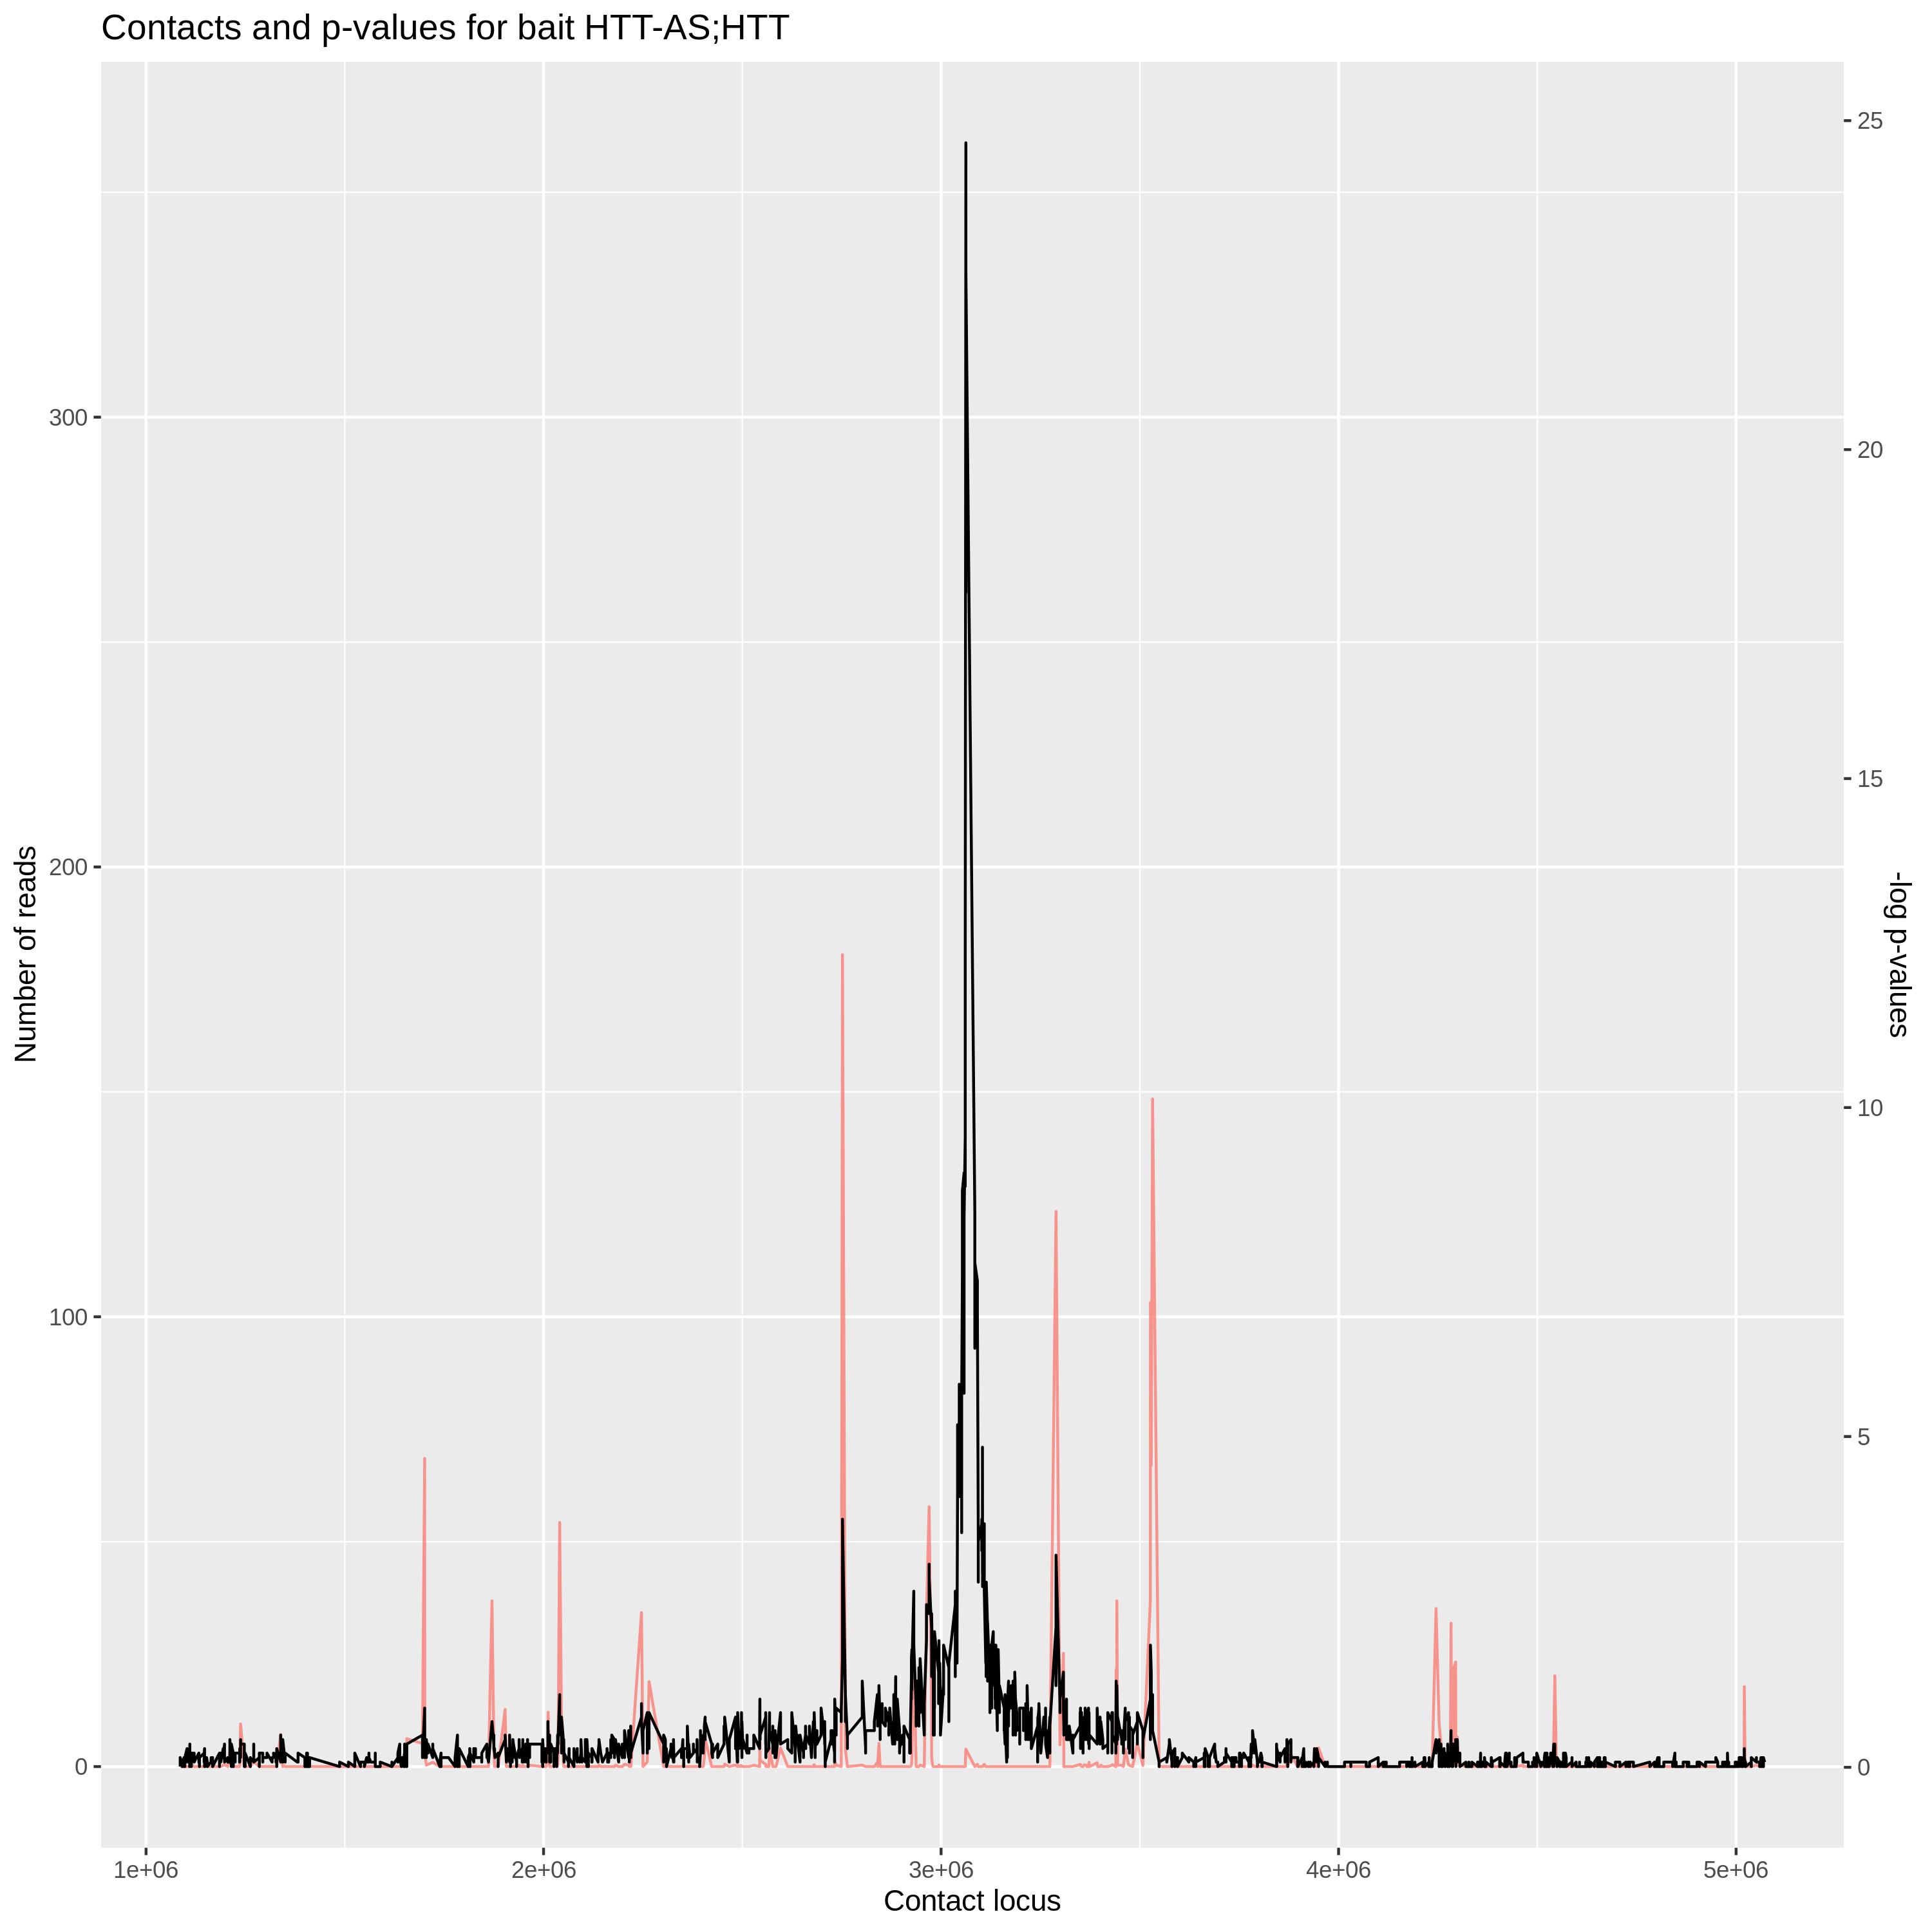 Contacts and p-values for bait HTT-AS;HTT
Number of reads
300
200
100
0
25
20
15
10
5
0
-log p-values
1e+06
2e+06
3e+06
4e+06
5e+06
Contact locus